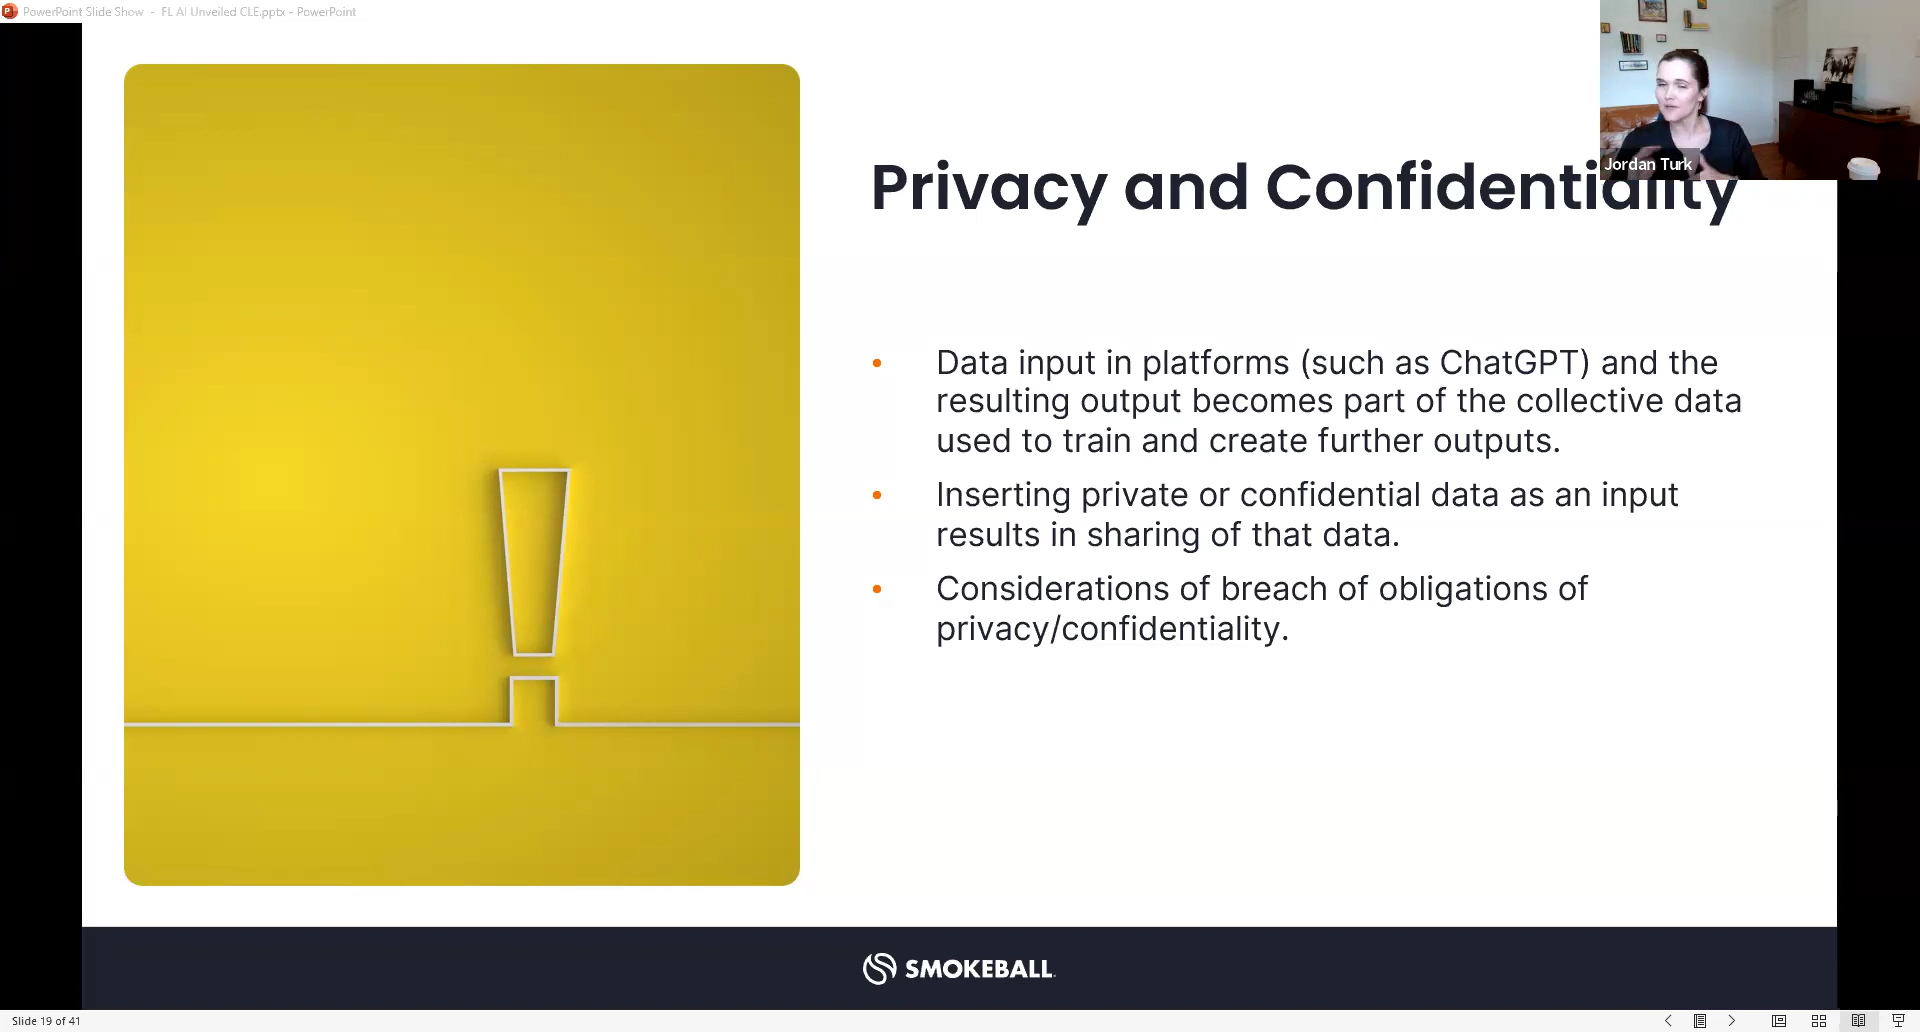 PowerPoint Slide Show - FL AI Unveiled CLE.pptx - PowerPoint
Jordan Turk
Privacy and Confidentiality
• Data input in platforms (such as ChatGPT) and the
resulting output becomes part of the collective data
used to train and create further outputs.
• Inserting private or confidential data as an input
results in sharing of that data.
• Considerations of breach of obligations of
privacy/confidentiality.
SMOKEBALL
Slide 19 of 41